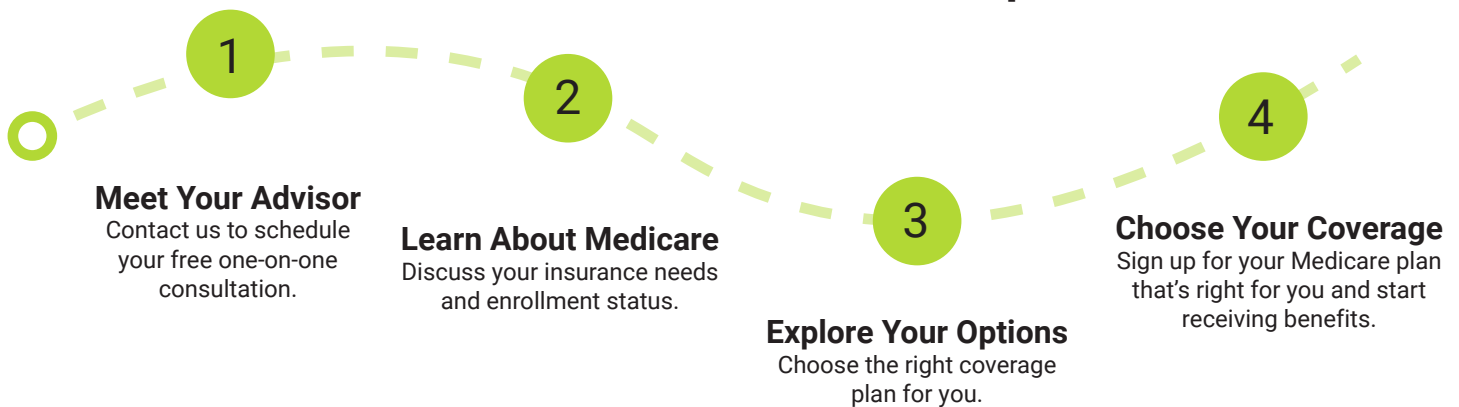 1
Meet Your Advisor
Contact us to schedule
your free one-on-one
consultation.
2
Learn About Medicare
Discuss your insurance needs
and enrollment status.
3
Explore Your Options
Choose the right coverage
plan for you.
4
Choose Your Coverage
Sign up for your Medicare plan
that’s right for you and start
receiving benefits.